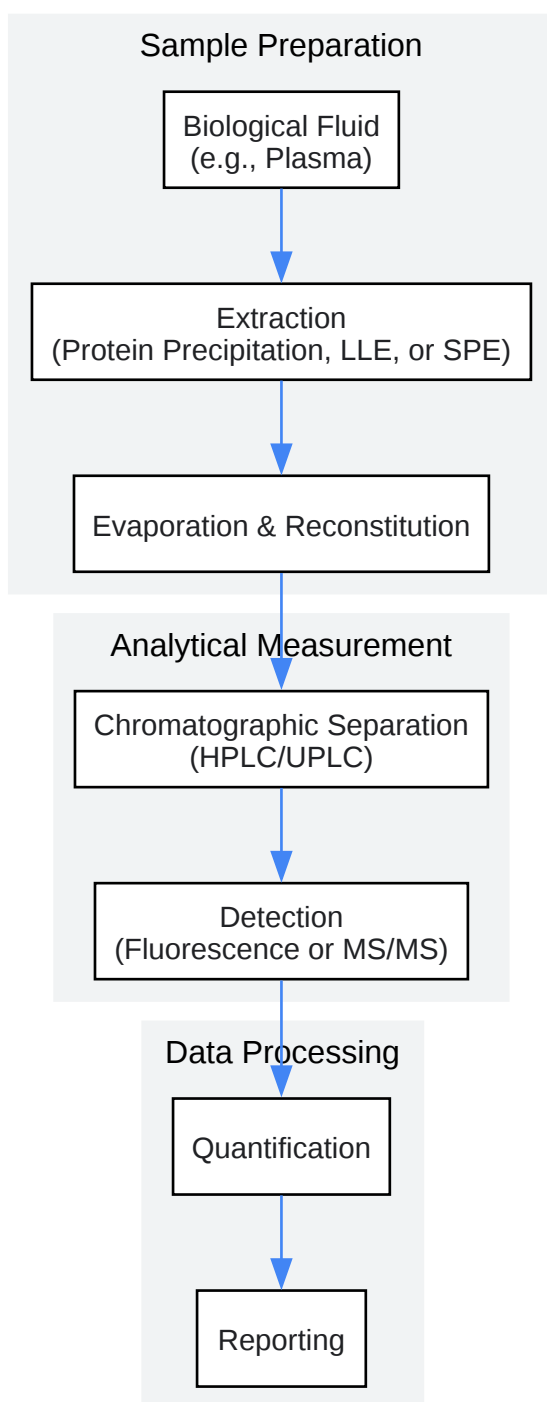 Sample Preparation
Biological Fluid
(e.g., Plasma)
Extraction
(Protein Precipitation, LLE, or SPE)
Evaporation & Reconstitution
Analytical Measurement
Chromatographic Separation
(HPLC/UPLC)
Detection
(Fluorescence or MS/MS)
Data Processing
Quantification
Reporting